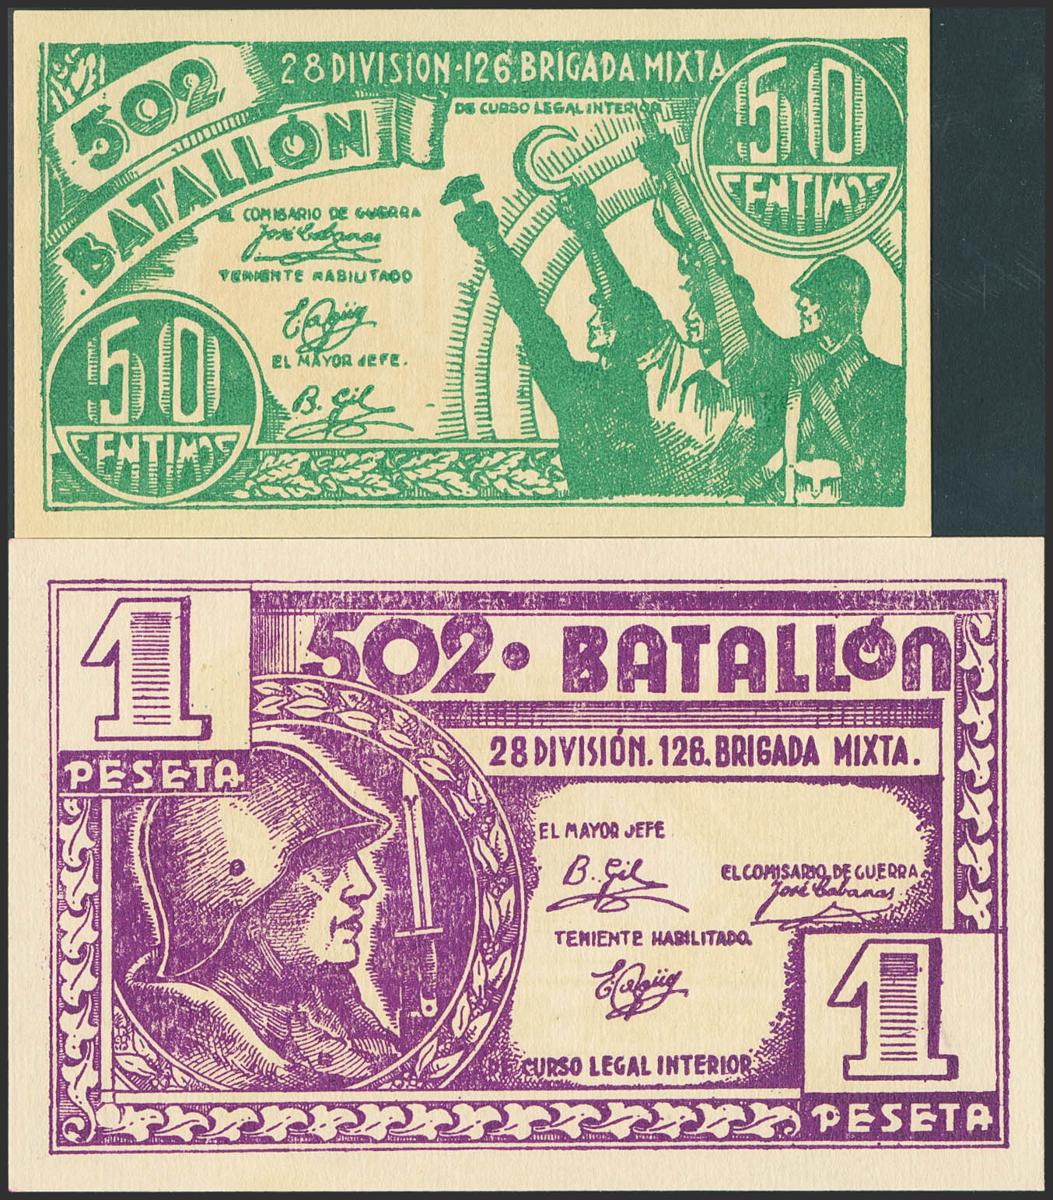 502
BATALLÓN
28 DIVISION·126. BRIGADA MIXTA
DE CURSO LEGAL INTERIOR
50
CENTIMOS
EL COMISARIO DE GUERRA
José Cabanas
TENIENTE HABILITADO
EL MAYOR JEFE.
B. Gil
50
CENTIMOS
1
PESETA
502· BATALLÓN
28 DIVISIÓN. 126. BRIGADA MIXTA.
EL MAYOR JEFE
B. Gil
EL COMISARIO, DE GUERRA
José Cabanas
TENIENTE HABILITADO.
DE CURSO LEGAL INTERIOR
1
PESETA